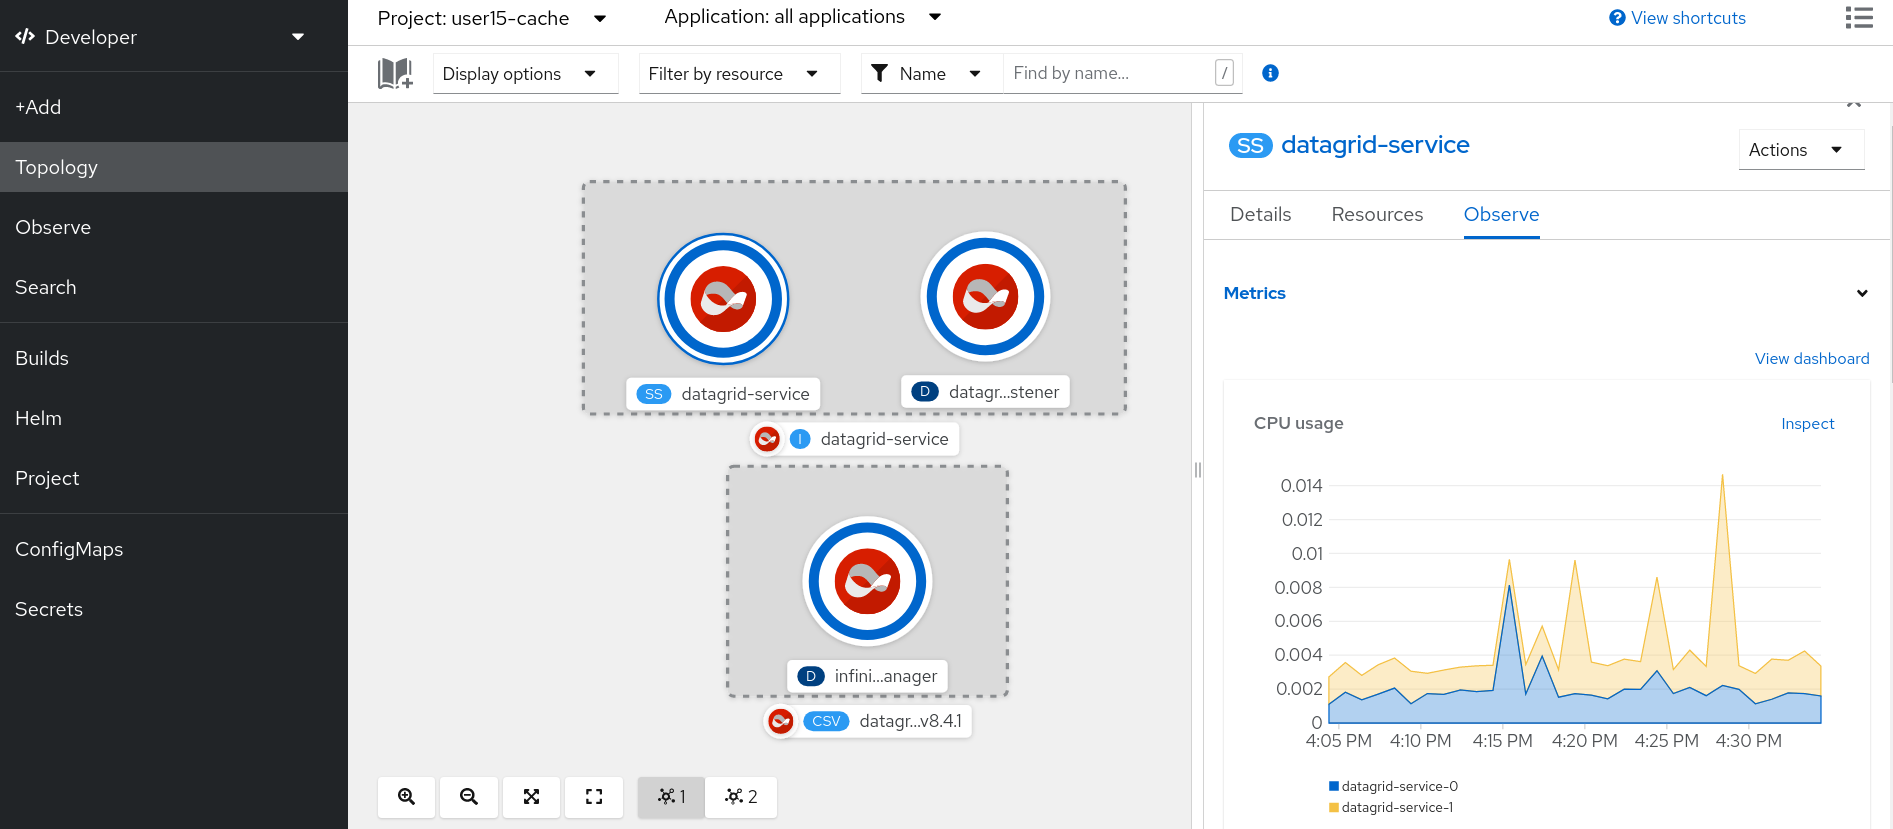 Developer
+Add
Topology
Observe
Search
Builds
Helm
Project
ConfigMaps
Secrets
Project: user15-cache
Application: all applications
View shortcuts
Display options
Filter by resource
Name
Find by name...
/
SS datagrid-service
D datagr...stener
I datagrid-service
D infini...anager
CSV datagr...v8.4.1
1
2
SS datagrid-service
Actions
Details
Resources
Observe
Metrics
View dashboard
CPU usage
Inspect
0.014
0.012
0.01
0.008
0.006
0.004
0.002
0
4:05 PM 4:10 PM 4:15 PM 4:20 PM 4:25 PM 4:30 PM
datagrid-service-0
datagrid-service-1